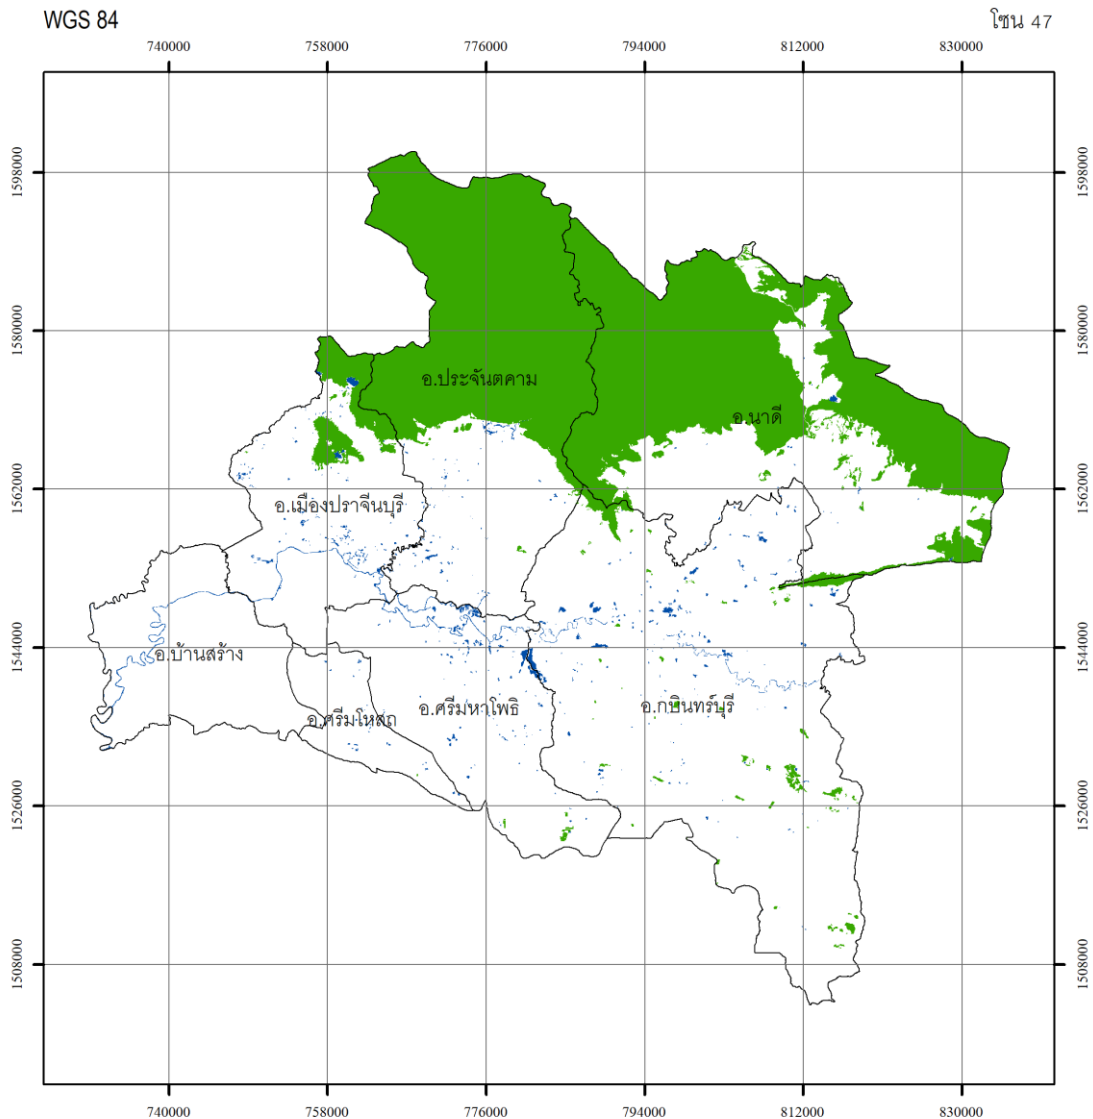 WGS 84 โซน 47
740000 758000 776000 794000 812000 830000
1598000 1598000
1580000 1580000
อ.ประจันตคาม
อ.นาดี
1562000 1562000
อ.เมืองปราจีนบุรี
1544000 1544000
อ.บ้านสร้าง
อ.ศรีมหาโพธิ
อ.กบินทร์บุรี
อ.ศรีมโหสถ
1526000 1526000
1508000 1508000
740000 758000 776000 794000 812000 830000